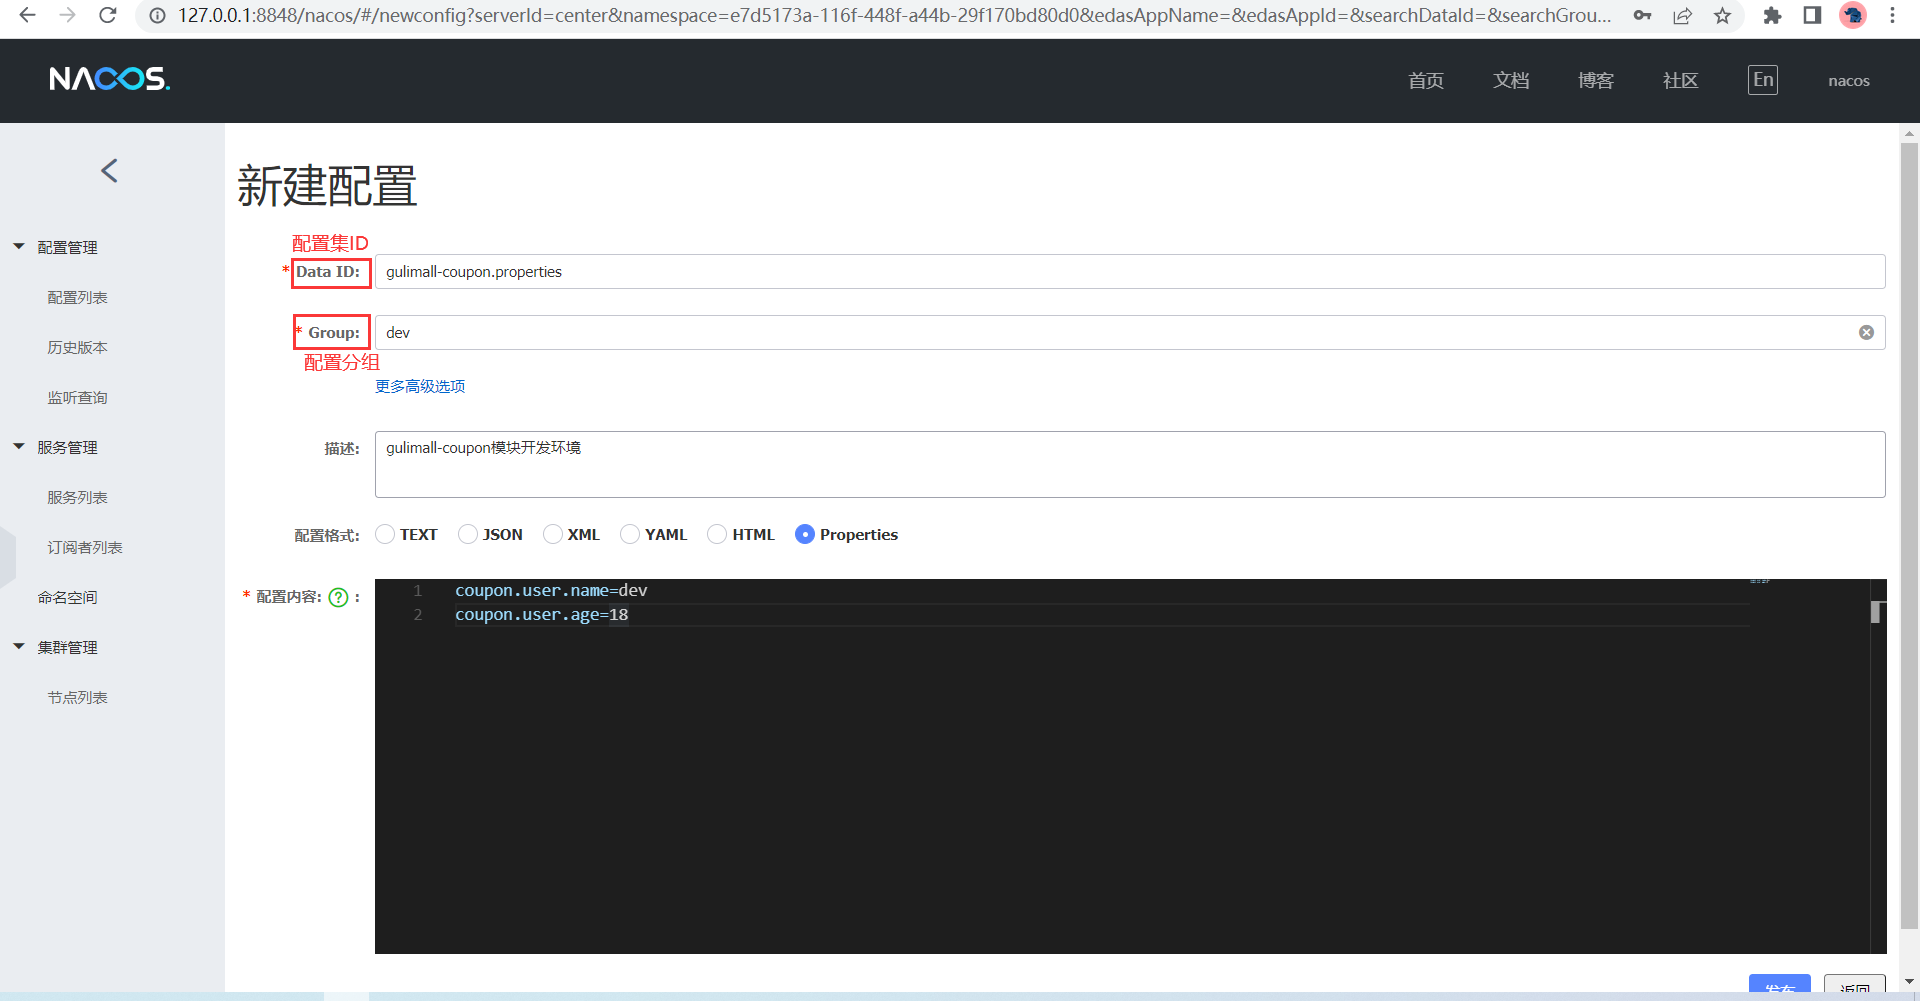 127.0.0.1:8848/nacos/#/newconfig?serverId=center&namespace=e7d5173a-116f-448f-a44b-29f170bd80d0&edasAppName=&edasAppId=&searchDataId=&searchGrou...
NACOS.
首页
文档
博客
社区
En
nacos
新建配置
配置管理
配置列表
历史版本
监听查询
服务管理
服务列表
订阅者列表
命名空间
集群管理
节点列表
配置集ID
* Data ID: gulimall-coupon.properties
* Group: dev
配置分组
更多高级选项
描述: gulimall-coupon模块开发环境
配置格式: TEXT JSON XML YAML HTML Properties
* 配置内容: ? :
1 coupon.user.name=dev
2 coupon.user.age=18
发布
返回